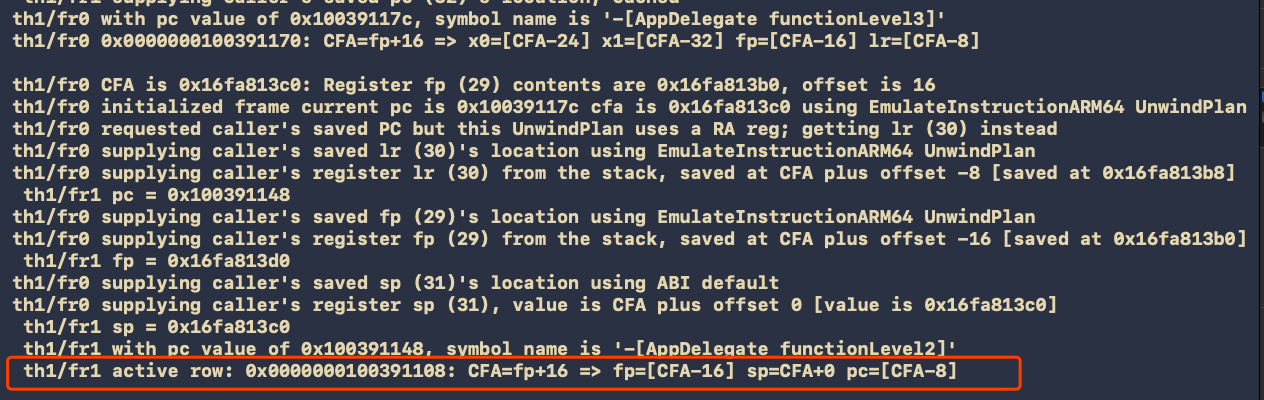 th1/fr0 supplying caller's saved pc (32)'s location, cached
th1/fr0 with pc value of 0x10039117c, symbol name is '-[AppDelegate functionLevel3]'
th1/fr0 0x0000000100391170: CFA=fp+16 => x0=[CFA-24] x1=[CFA-32] fp=[CFA-16] lr=[CFA-8]
th1/fr0 CFA is 0x16fa813c0: Register fp (29) contents are 0x16fa813b0, offset is 16
th1/fr0 initialized frame current pc is 0x10039117c cfa is 0x16fa813c0 using EmulateInstructionARM64 UnwindPlan
th1/fr0 requested caller's saved PC but this UnwindPlan uses a RA reg; getting lr (30) instead
th1/fr0 supplying caller's saved lr (30)'s location using EmulateInstructionARM64 UnwindPlan
th1/fr0 supplying caller's register lr (30) from the stack, saved at CFA plus offset -8 [saved at 0x16fa813b8]
th1/fr1 pc = 0x100391148
th1/fr0 supplying caller's saved fp (29)'s location using EmulateInstructionARM64 UnwindPlan
th1/fr0 supplying caller's register fp (29) from the stack, saved at CFA plus offset -16 [saved at 0x16fa813b0]
th1/fr1 fp = 0x16fa813d0
th1/fr0 supplying caller's saved sp (31)'s location using ABI default
th1/fr0 supplying caller's register sp (31), value is CFA plus offset 0 [value is 0x16fa813c0]
th1/fr1 sp = 0x16fa813c0
th1/fr1 with pc value of 0x100391148, symbol name is '-[AppDelegate functionLevel2]'
th1/fr1 active row: 0x0000000100391108: CFA=fp+16 => fp=[CFA-16] sp=CFA+0 pc=[CFA-8]